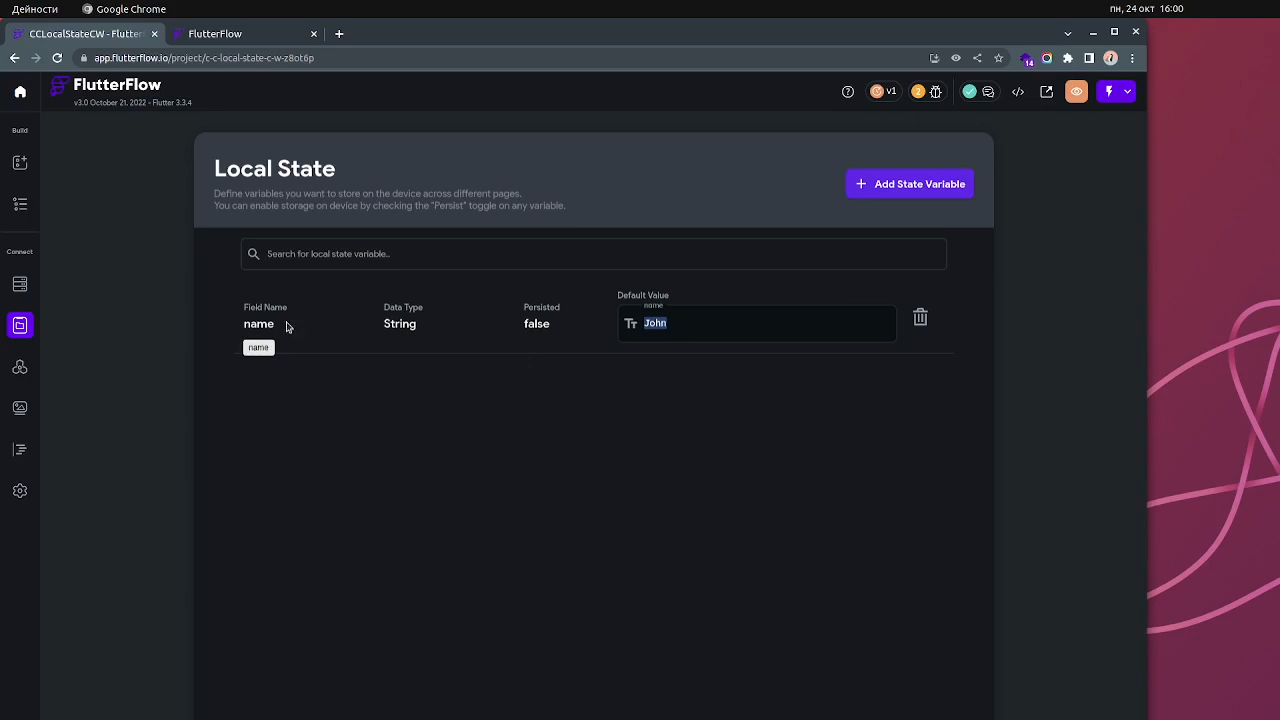 Дейности
Google Chrome
пн, 24 окт 16:00
CCLocalStateCW - Flutter
FlutterFlow
app.flutterflow.io/project/c-c-local-state-c-w-z8ot6p
14
FlutterFlow
v3.0 October 21, 2022 - Flutter 3.3.4
v1
2
Build
Connect
Local State
Define variables you want to store on the device across different pages.
You can enable storage on device by checking the "Persist" toggle on any variable.
Add State Variable
Search for local state variable..
Field Name
name
Data Type
String
Persisted
false
Default Value
name
Tт John
name